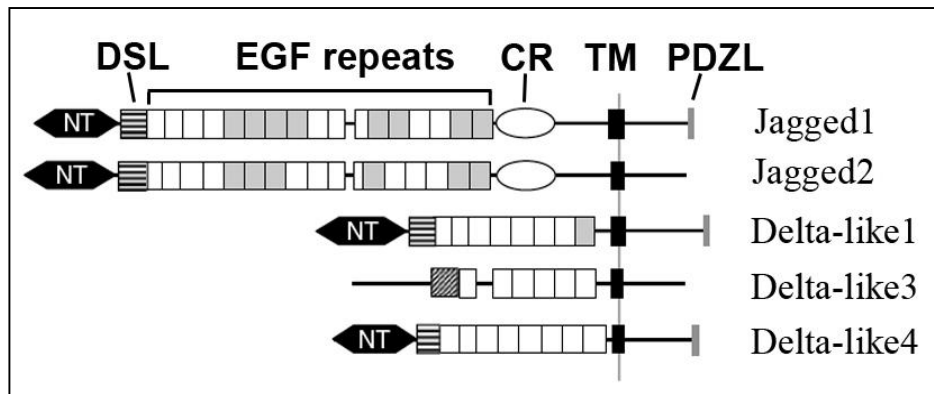 DSL EGF repeats CR TM PDZL
NT Jagged1
NT Jagged2
NT Delta-like1
Delta-like3
NT Delta-like4